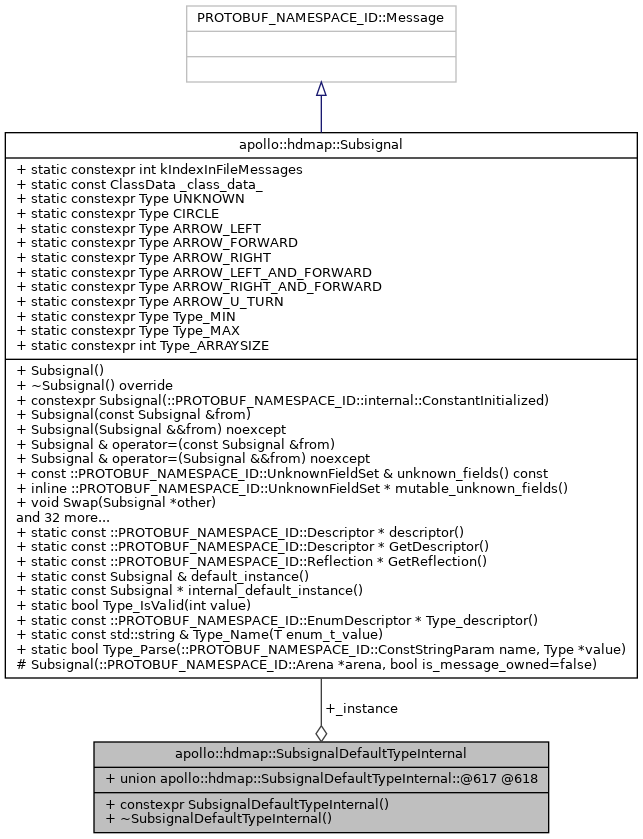 PROTOBUF_NAMESPACE_ID::Message
apollo::hdmap::Subsignal
+ static constexpr int kIndexInFileMessages
+ static const ClassData _class_data_
+ static constexpr Type UNKNOWN
+ static constexpr Type CIRCLE
+ static constexpr Type ARROW_LEFT
+ static constexpr Type ARROW_FORWARD
+ static constexpr Type ARROW_RIGHT
+ static constexpr Type ARROW_LEFT_AND_FORWARD
+ static constexpr Type ARROW_RIGHT_AND_FORWARD
+ static constexpr Type ARROW_U_TURN
+ static constexpr Type Type_MIN
+ static constexpr Type Type_MAX
+ static constexpr int Type_ARRAYSIZE
+ Subsignal()
+ ~Subsignal() override
+ constexpr Subsignal(::PROTOBUF_NAMESPACE_ID::internal::ConstantInitialized)
+ Subsignal(const Subsignal &from)
+ Subsignal(Subsignal &&from) noexcept
+ Subsignal & operator=(const Subsignal &from)
+ Subsignal & operator=(Subsignal &&from) noexcept
+ const ::PROTOBUF_NAMESPACE_ID::UnknownFieldSet & unknown_fields() const
+ inline ::PROTOBUF_NAMESPACE_ID::UnknownFieldSet * mutable_unknown_fields()
+ void Swap(Subsignal *other)
and 32 more...
+ static const ::PROTOBUF_NAMESPACE_ID::Descriptor * descriptor()
+ static const ::PROTOBUF_NAMESPACE_ID::Descriptor * GetDescriptor()
+ static const ::PROTOBUF_NAMESPACE_ID::Reflection * GetReflection()
+ static const Subsignal & default_instance()
+ static const Subsignal * internal_default_instance()
+ static bool Type_IsValid(int value)
+ static const ::PROTOBUF_NAMESPACE_ID::EnumDescriptor * Type_descriptor()
+ static const std::string & Type_Name(T enum_t_value)
+ static bool Type_Parse(::PROTOBUF_NAMESPACE_ID::ConstStringParam name, Type *value)
# Subsignal(::PROTOBUF_NAMESPACE_ID::Arena *arena, bool is_message_owned=false)
+_instance
apollo::hdmap::SubsignalDefaultTypeInternal
+ union apollo::hdmap::SubsignalDefaultTypeInternal::@617 @618
+ constexpr SubsignalDefaultTypeInternal()
+ ~SubsignalDefaultTypeInternal()